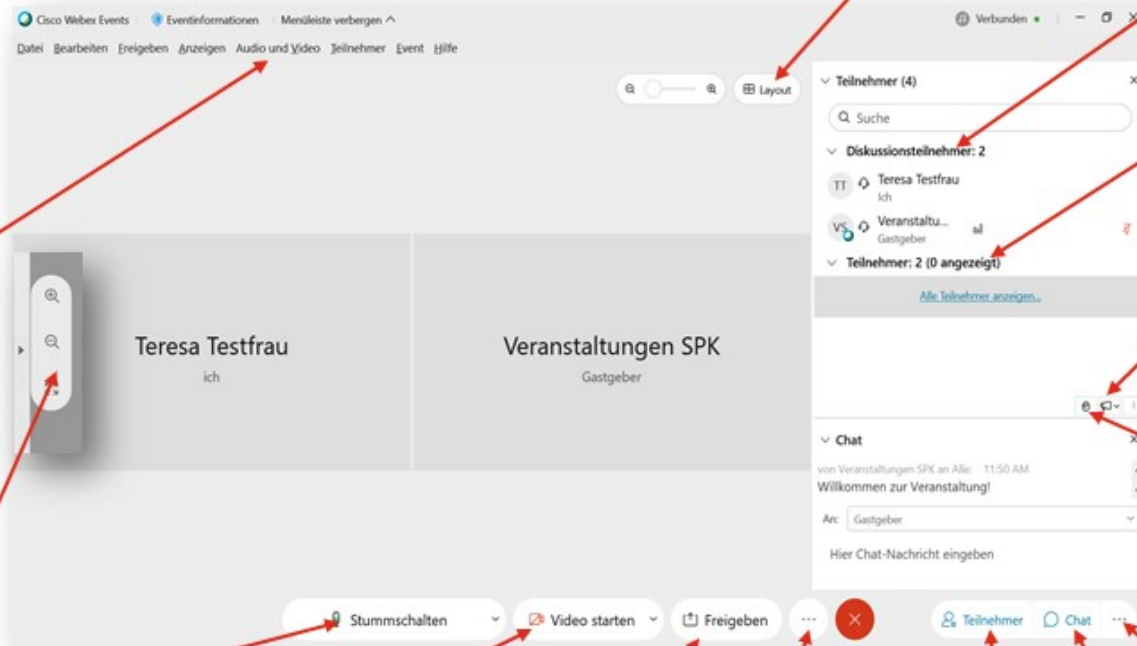 Cisco Webex Events Eventinformationen Menüleiste verbergen Verbunden
Datei Bearbeiten Freigeben Anzeigen Audio und Video Teilnehmer Event Hilfe
Layout
Teilnehmer (4)
Suche
Diskussionsteilnehmer: 2
TT Teresa Testfrau
Ich
VS Veranstaltu...
Gastgeber
Teilnehmer: 2 (0 angezeigt)
Alle Teilnehmer anzeigen...
Teresa Testfrau
ich
Veranstaltungen SPK
Gastgeber
Chat
von Veranstaltungen SPK an Alle: 11:50 AM
Willkommen zur Veranstaltung!
An: Gastgeber
Hier Chat-Nachricht eingeben
Stummschalten Video starten Freigeben ... Teilnehmer Chat ...